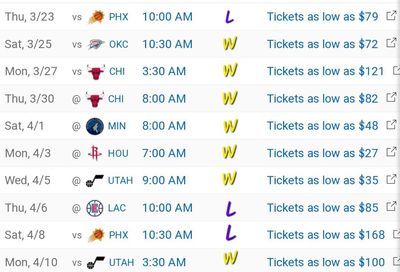 Thu, 3/23 vs PHX 10:00 AM L Tickets as low as $79
Sat, 3/25 vs OKC 10:30 AM W Tickets as low as $72
Mon, 3/27 vs CHI 3:30 AM W Tickets as low as $121
Thu, 3/30 @ CHI 8:00 AM W Tickets as low as $82
Sat, 4/1 @ MIN 8:00 AM W Tickets as low as $48
Mon, 4/3 @ HOU 7:00 AM W Tickets as low as $27
Wed, 4/5 @ UTAH 9:00 AM W Tickets as low as $35
Thu, 4/6 @ LAC 10:00 AM L Tickets as low as $85
Sat, 4/8 vs PHX 10:30 AM L Tickets as low as $168
Mon, 4/10 vs UTAH 3:30 AM W Tickets as low as $100